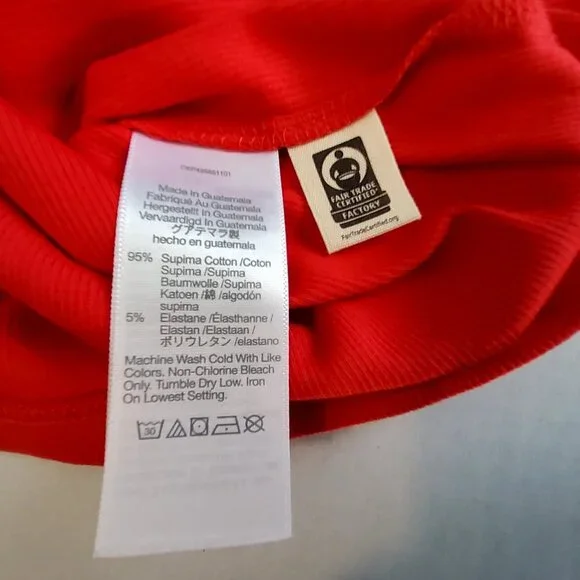 Made in Guatemala
Fabriqué Au Guatemala
Hergestellt In Guatemala
Vervaardigd In Guatemala
グアテマラ製
hecho en guatemala
95% Supima Cotton /Coton
Supima /Supima
Baumwolle /Supima
Katoen /綿 /algodón
supima
5% Elastane /Élasthanne /
Elastan /Elastaan /
ポリウレタン /elastano
Machine Wash Cold With Like
Colors. Non-Chlorine Bleach
Only. Tumble Dry Low. Iron
On Lowest Setting.
30
FAIR TRADE
CERTIFIED
FACTORY
FairTradeCertified.org